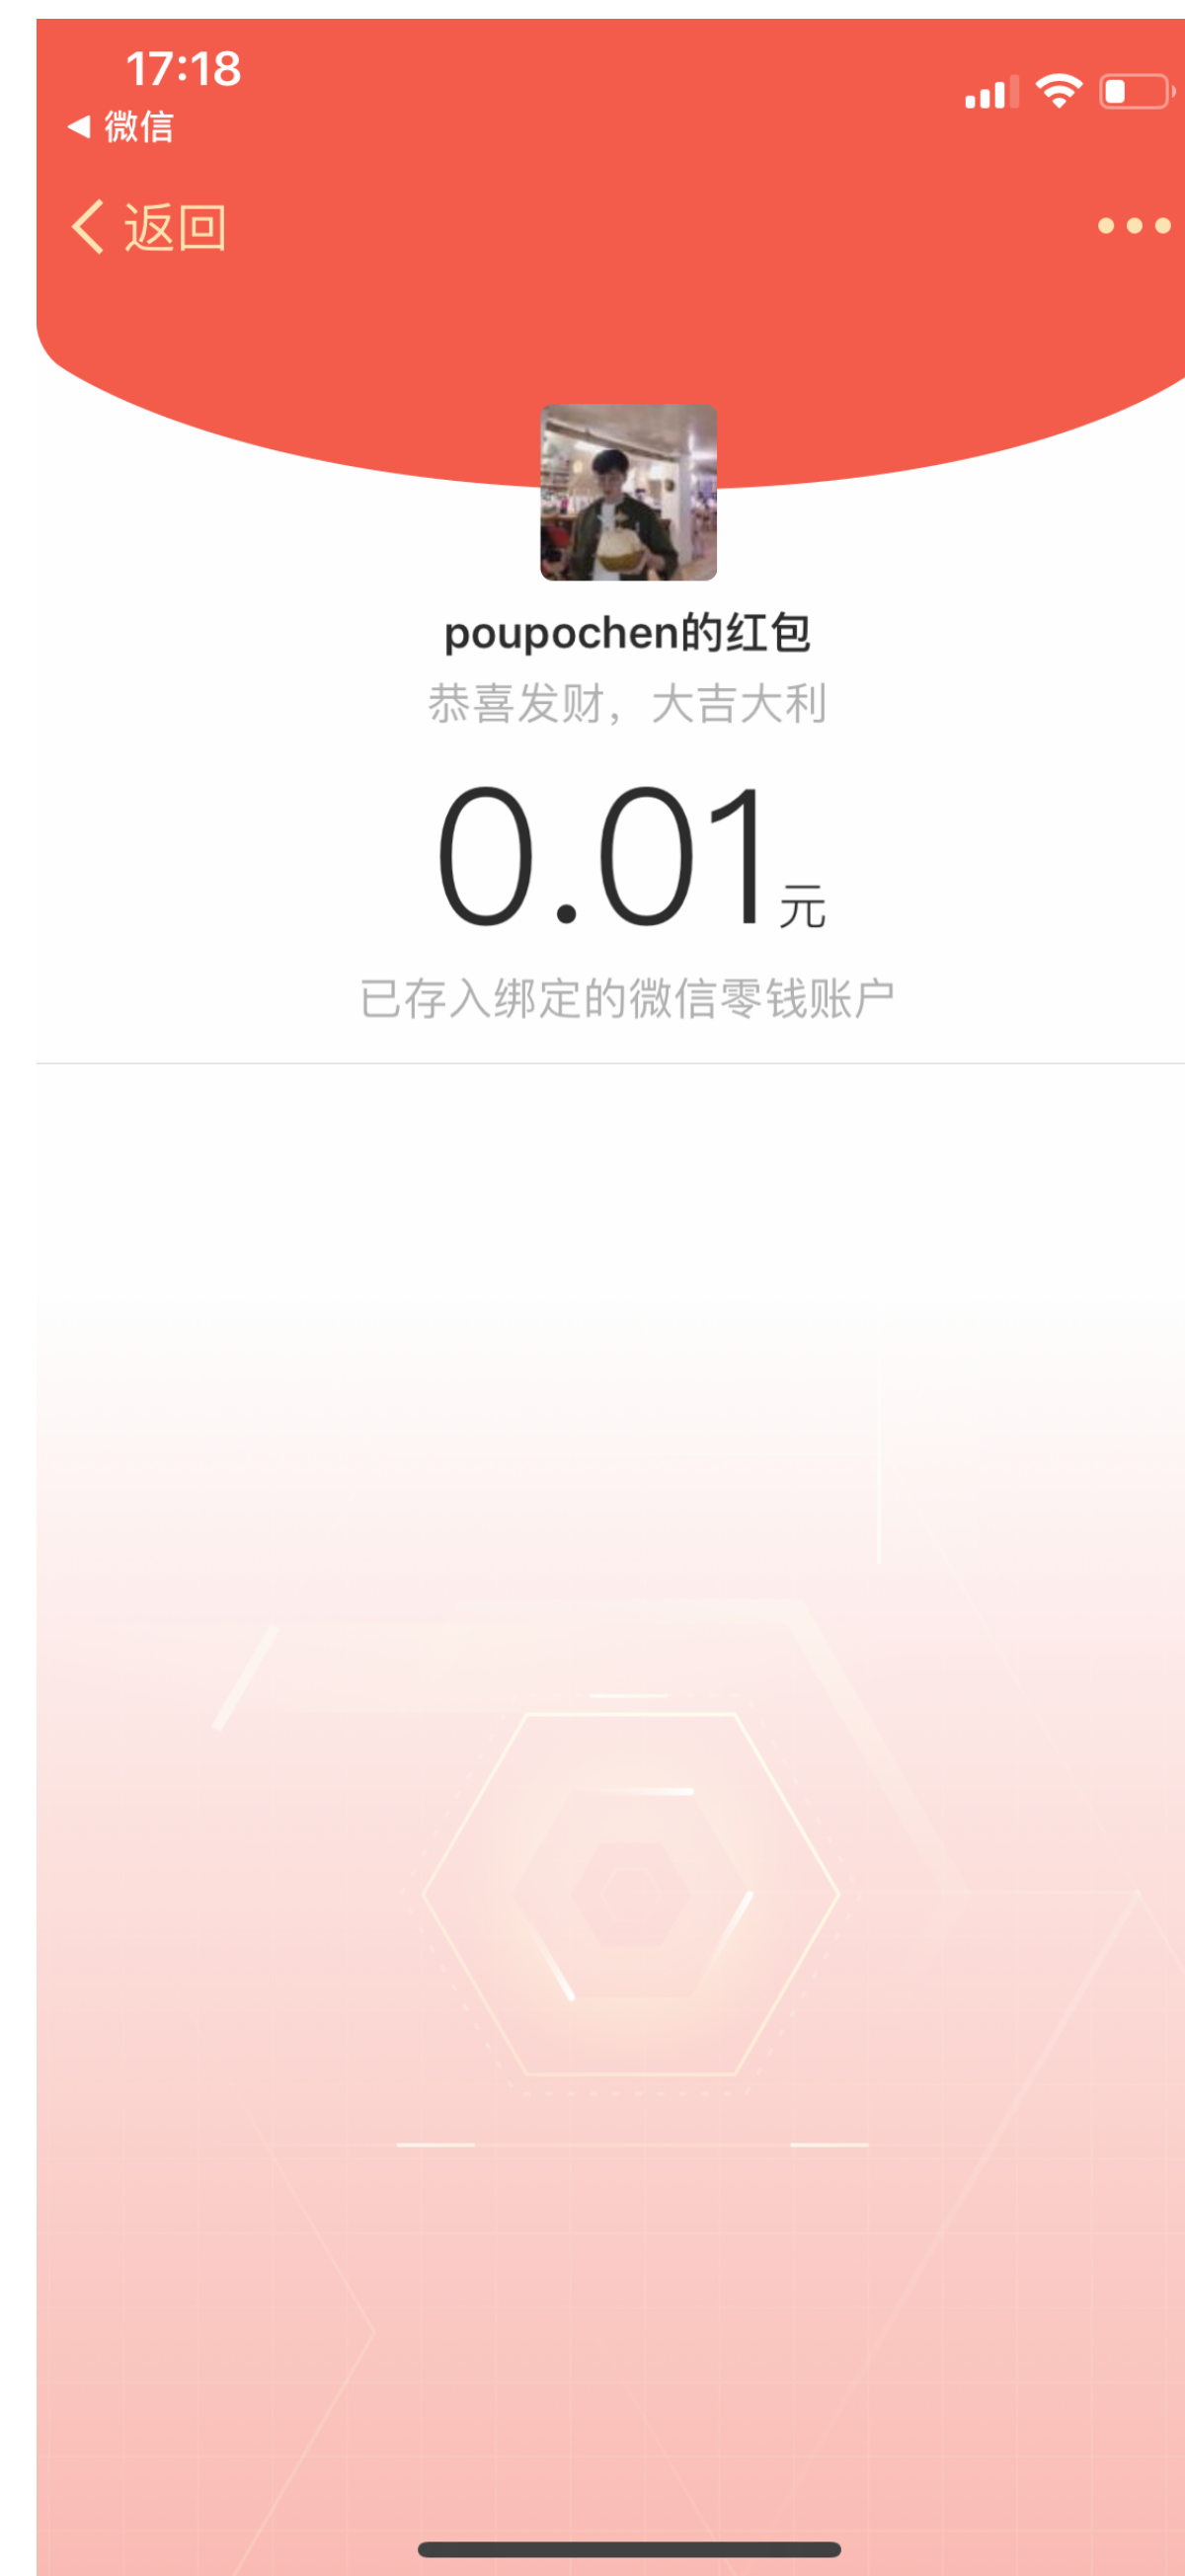 17:18
微信
返回
poupochen的红包
恭喜发财，大吉大利
0.01元
已存入绑定的微信零钱账户